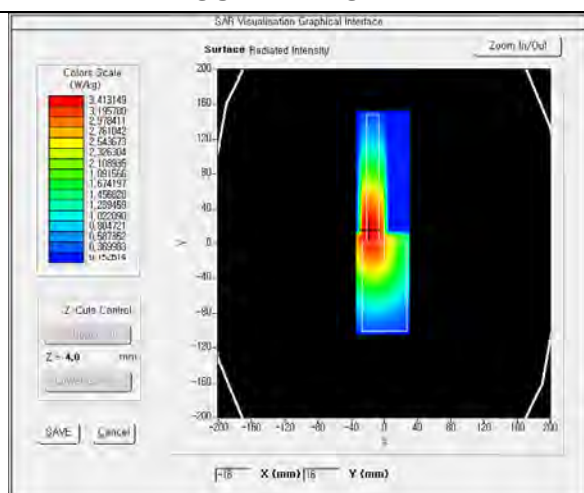 SAR Visualisation Graphical Interface
Surface Radiated Intensity
Zoom In/Out
Colors Scale
(W/kg)
3.413149
3.195780
2.978411
2.761042
2.543673
2.326304
2.108935
1.891566
1.674197
1.456828
1.239459
1.022090
0.804721
0.587352
0.369983
0.152614
Z-Cuts Control
Z = 4.0 mm
SAVE
Cancel
200
160
120
80
40
0
-40
-80
-120
-160
-200
Y
-200 -160 -120 -80 -40 0 40 80 120 160 200
X
-16 X (mm) 16 Y (mm)